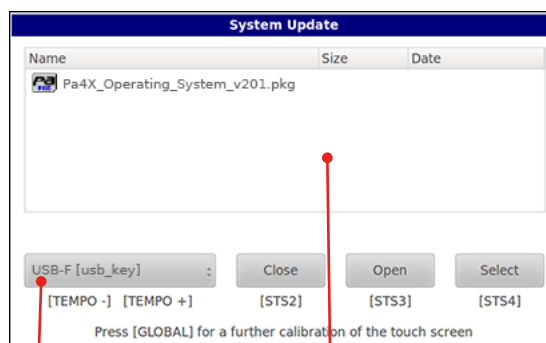 System Update
Name Size Date
Pa4X_Operating_System_v201.pkg
USB-F [usb_key] : Close Open Select
[TEMPO -] [TEMPO +] [STS2] [STS3] [STS4]
Press [GLOBAL] for a further calibration of the touch screen